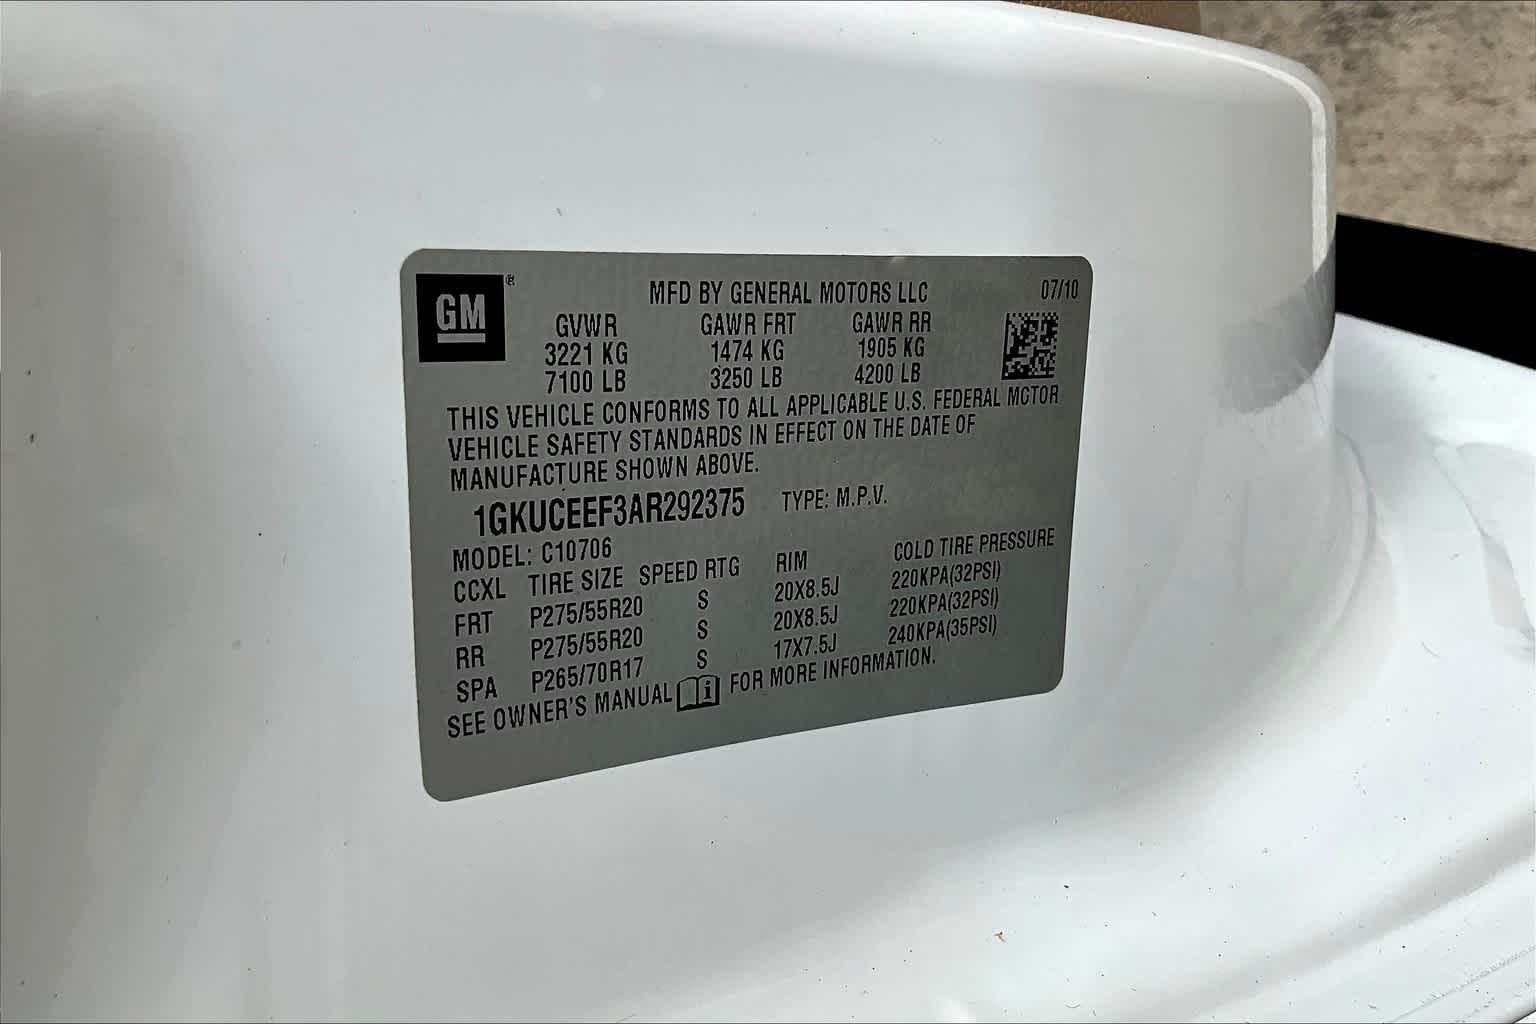 GM®
MFD BY GENERAL MOTORS LLC 07/10
GVWR GAWR FRT GAWR RR
3221 KG 1474 KG 1905 KG
7100 LB 3250 LB 4200 LB
THIS VEHICLE CONFORMS TO ALL APPLICABLE U.S. FEDERAL MOTOR
VEHICLE SAFETY STANDARDS IN EFFECT ON THE DATE OF
MANUFACTURE SHOWN ABOVE.
1GKUCEEF3AR292375 TYPE: M.P.V.
MODEL: C10706
CCXL TIRE SIZE SPEED RTG RIM COLD TIRE PRESSURE
FRT P275/55R20 S 20X8.5J 220KPA(32PSI)
RR P275/55R20 S 20X8.5J 220KPA(32PSI)
SPA P265/70R17 S 17X7.5J 240KPA(35PSI)
SEE OWNER'S MANUAL i FOR MORE INFORMATION.